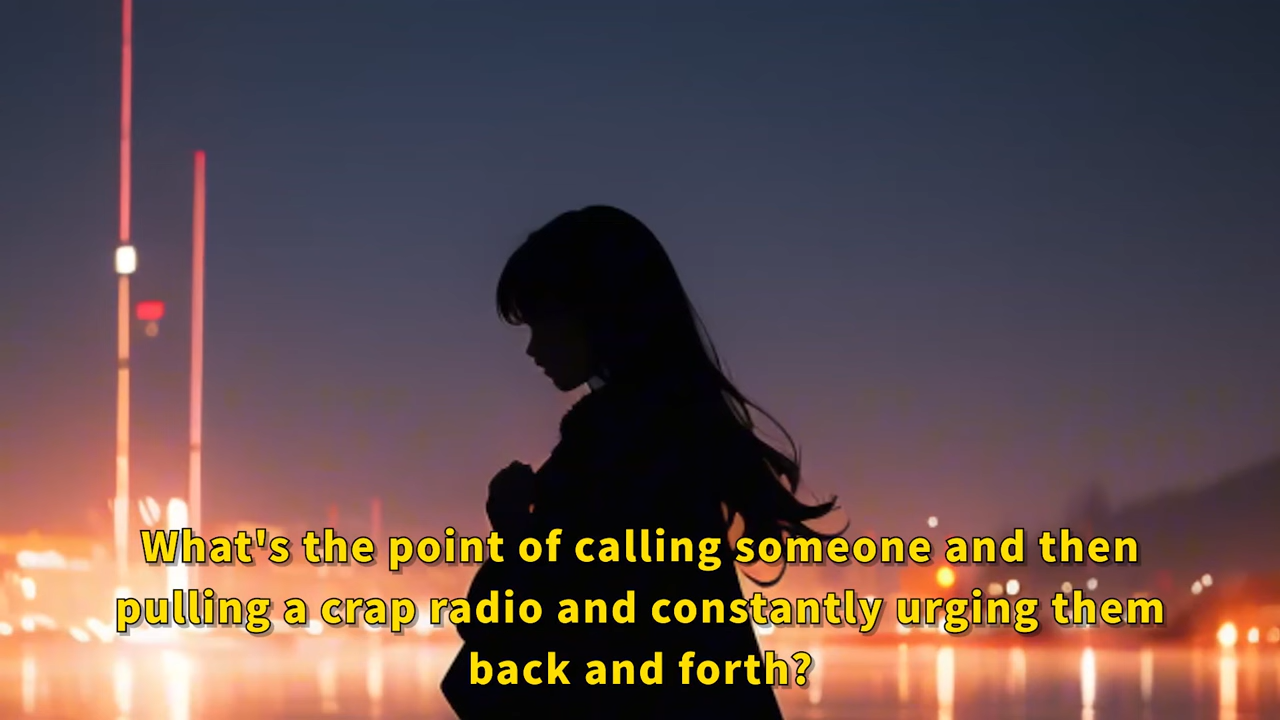 What's the point of calling someone and then
pulling a crap radio and constantly urging them
back and forth?